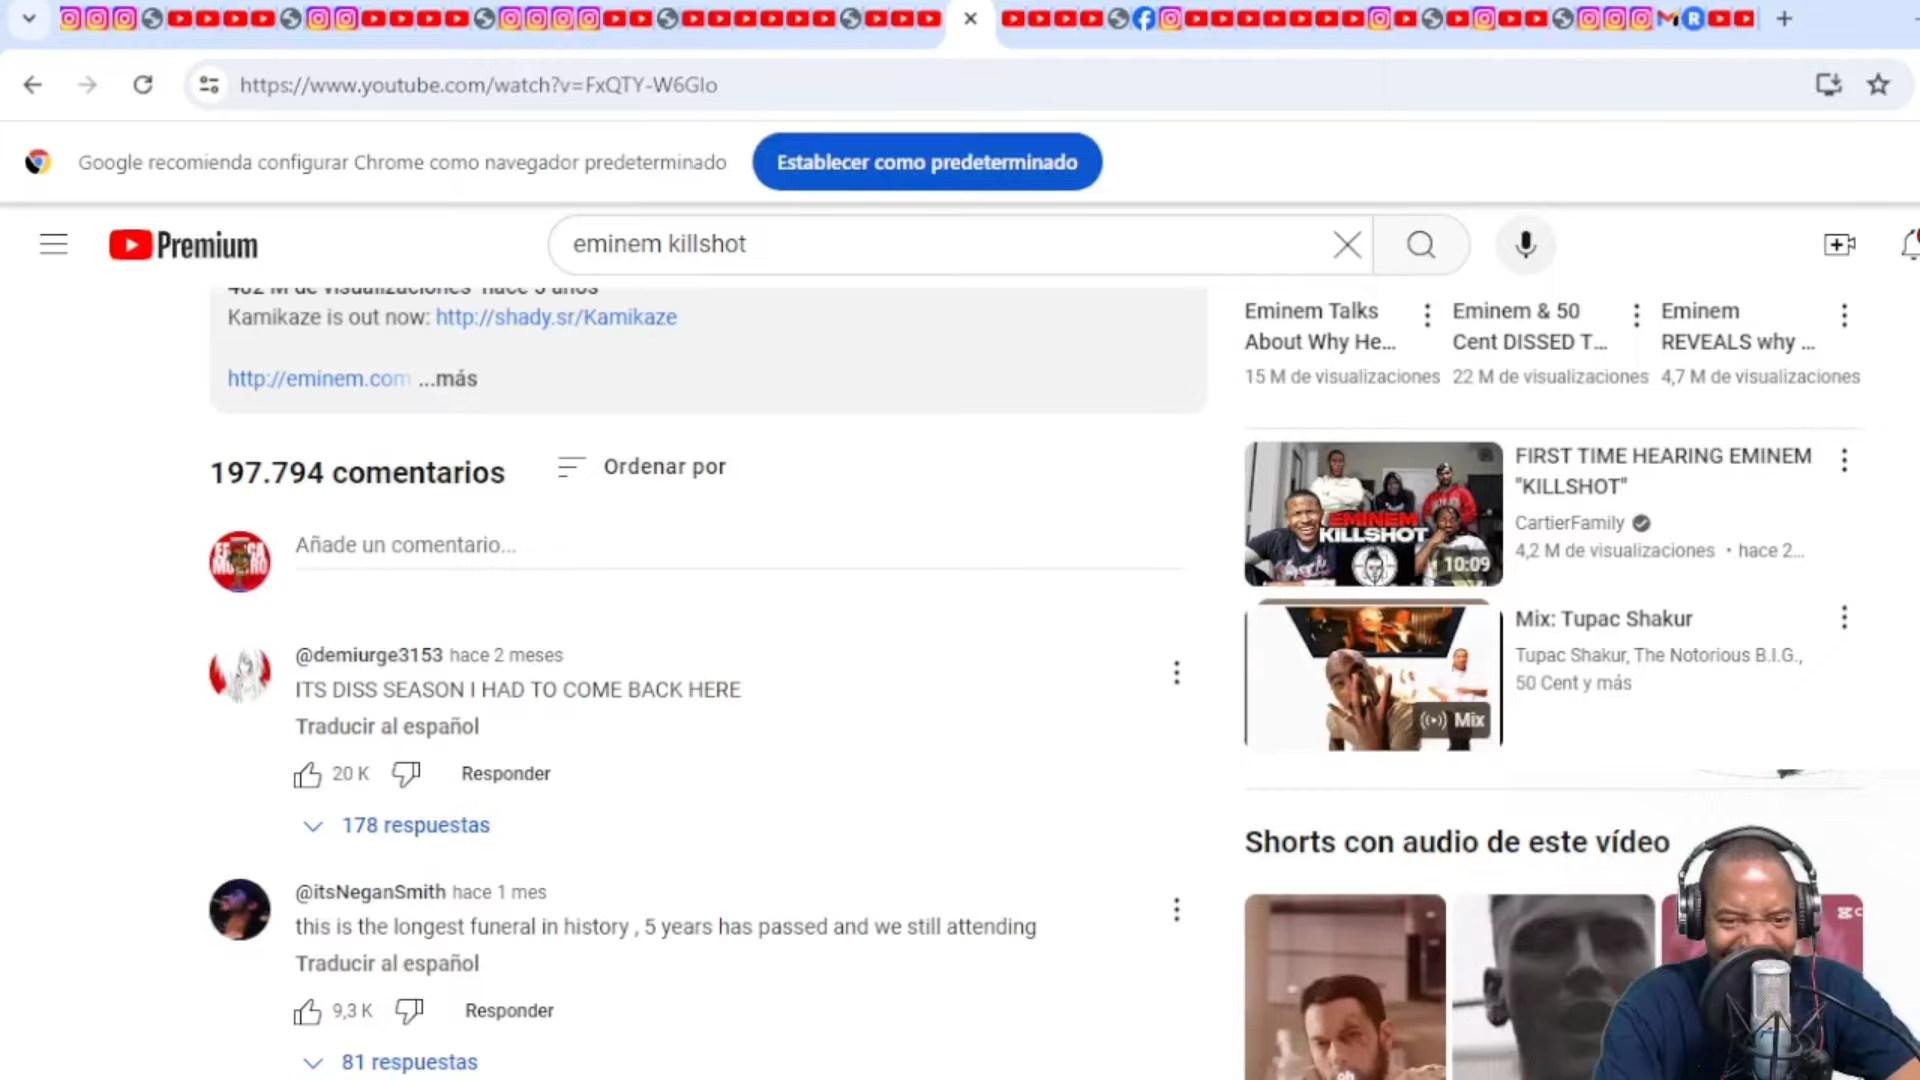 https://www.youtube.com/watch?v=FxQTY-W6GIo
Google recomienda configurar Chrome como navegador predeterminado
Establecer como predeterminado
Premium
eminem killshot
Kamikaze is out now: http://shady.sr/Kamikaze
http://eminem.com ...más
197.794 comentarios
Ordenar por
Añade un comentario...
@demiurge3153 hace 2 meses
ITS DISS SEASON I HAD TO COME BACK HERE
Traducir al español
20 K
Responder
178 respuestas
@itsNeganSmith hace 1 mes
this is the longest funeral in history , 5 years has passed and we still attending
Traducir al español
9,3 K
Responder
81 respuestas
Eminem Talks
About Why He...
15 M de visualizaciones
Eminem & 50
Cent DISSED T...
22 M de visualizaciones
Eminem
REVEALS why ...
4,7 M de visualizaciones
EMINEM
KILLSHOT
10:09
FIRST TIME HEARING EMINEM
"KILLSHOT"
CartierFamily
4,2 M de visualizaciones • hace 2...
Mix
Mix: Tupac Shakur
Tupac Shakur, The Notorious B.I.G.,
50 Cent y más
Shorts con audio de este vídeo
oh